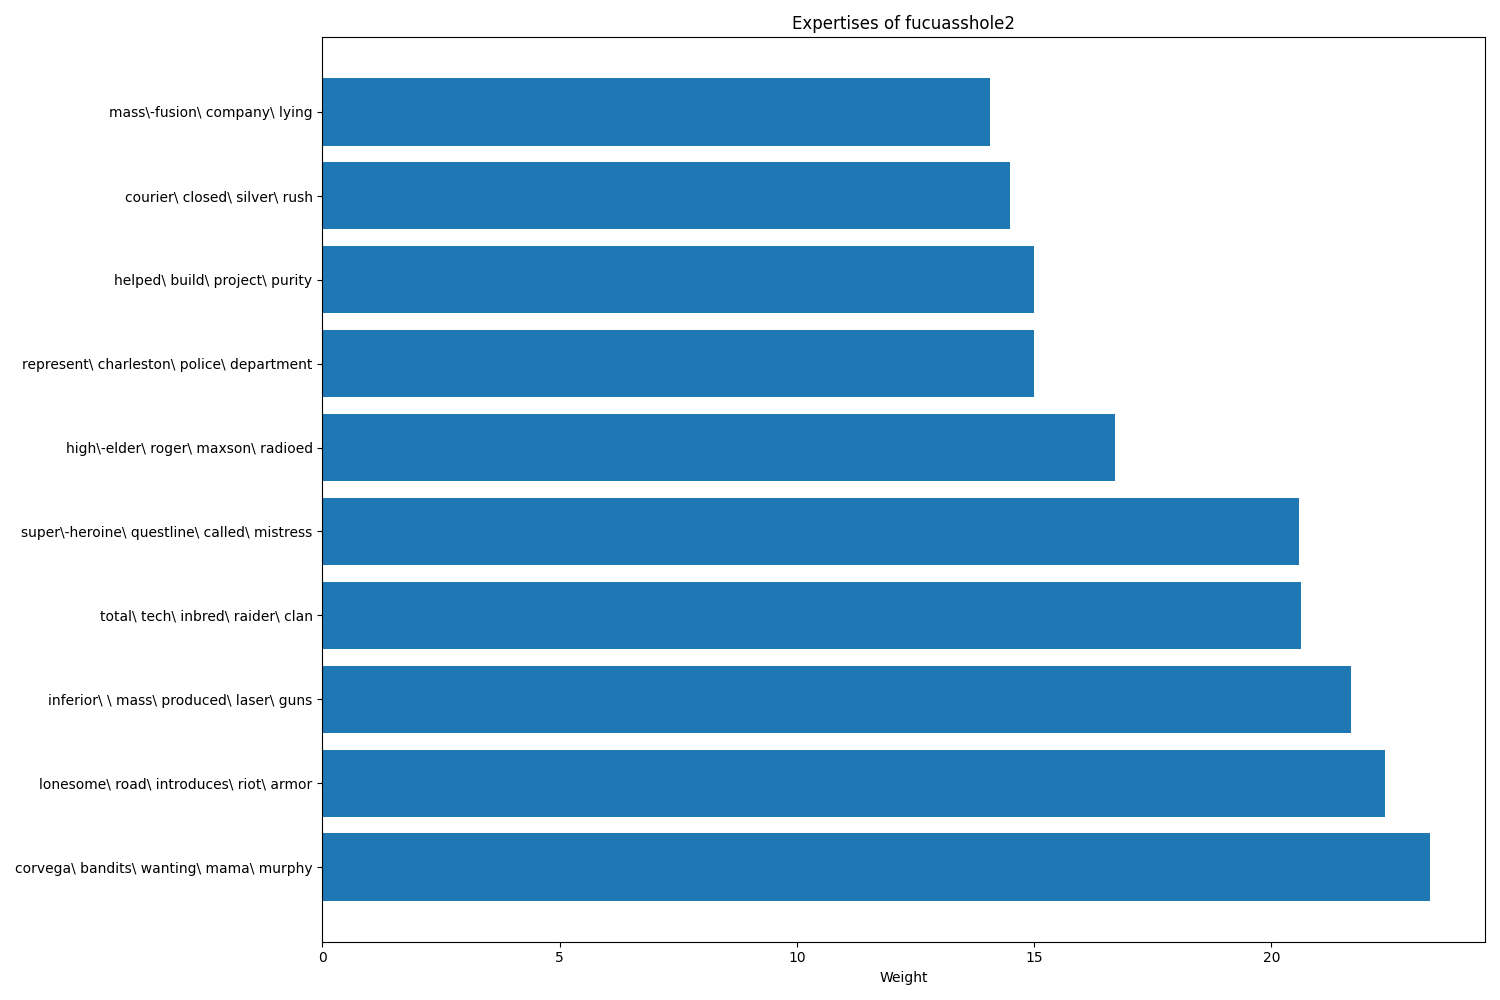 Expertises of fucuasshole2
mass\-fusion\ company\ lying
courier\ closed\ silver\ rush
helped\ build\ project\ purity
represent\ charleston\ police\ department
high\-elder\ roger\ maxson\ radioed
super\-heroine\ questline\ called\ mistress
total\ tech\ inbred\ raider\ clan
inferior\ \ mass\ produced\ laser\ guns
lonesome\ road\ introduces\ riot\ armor
corvega\ bandits\ wanting\ mama\ murphy
0 5 10 15 20
Weight